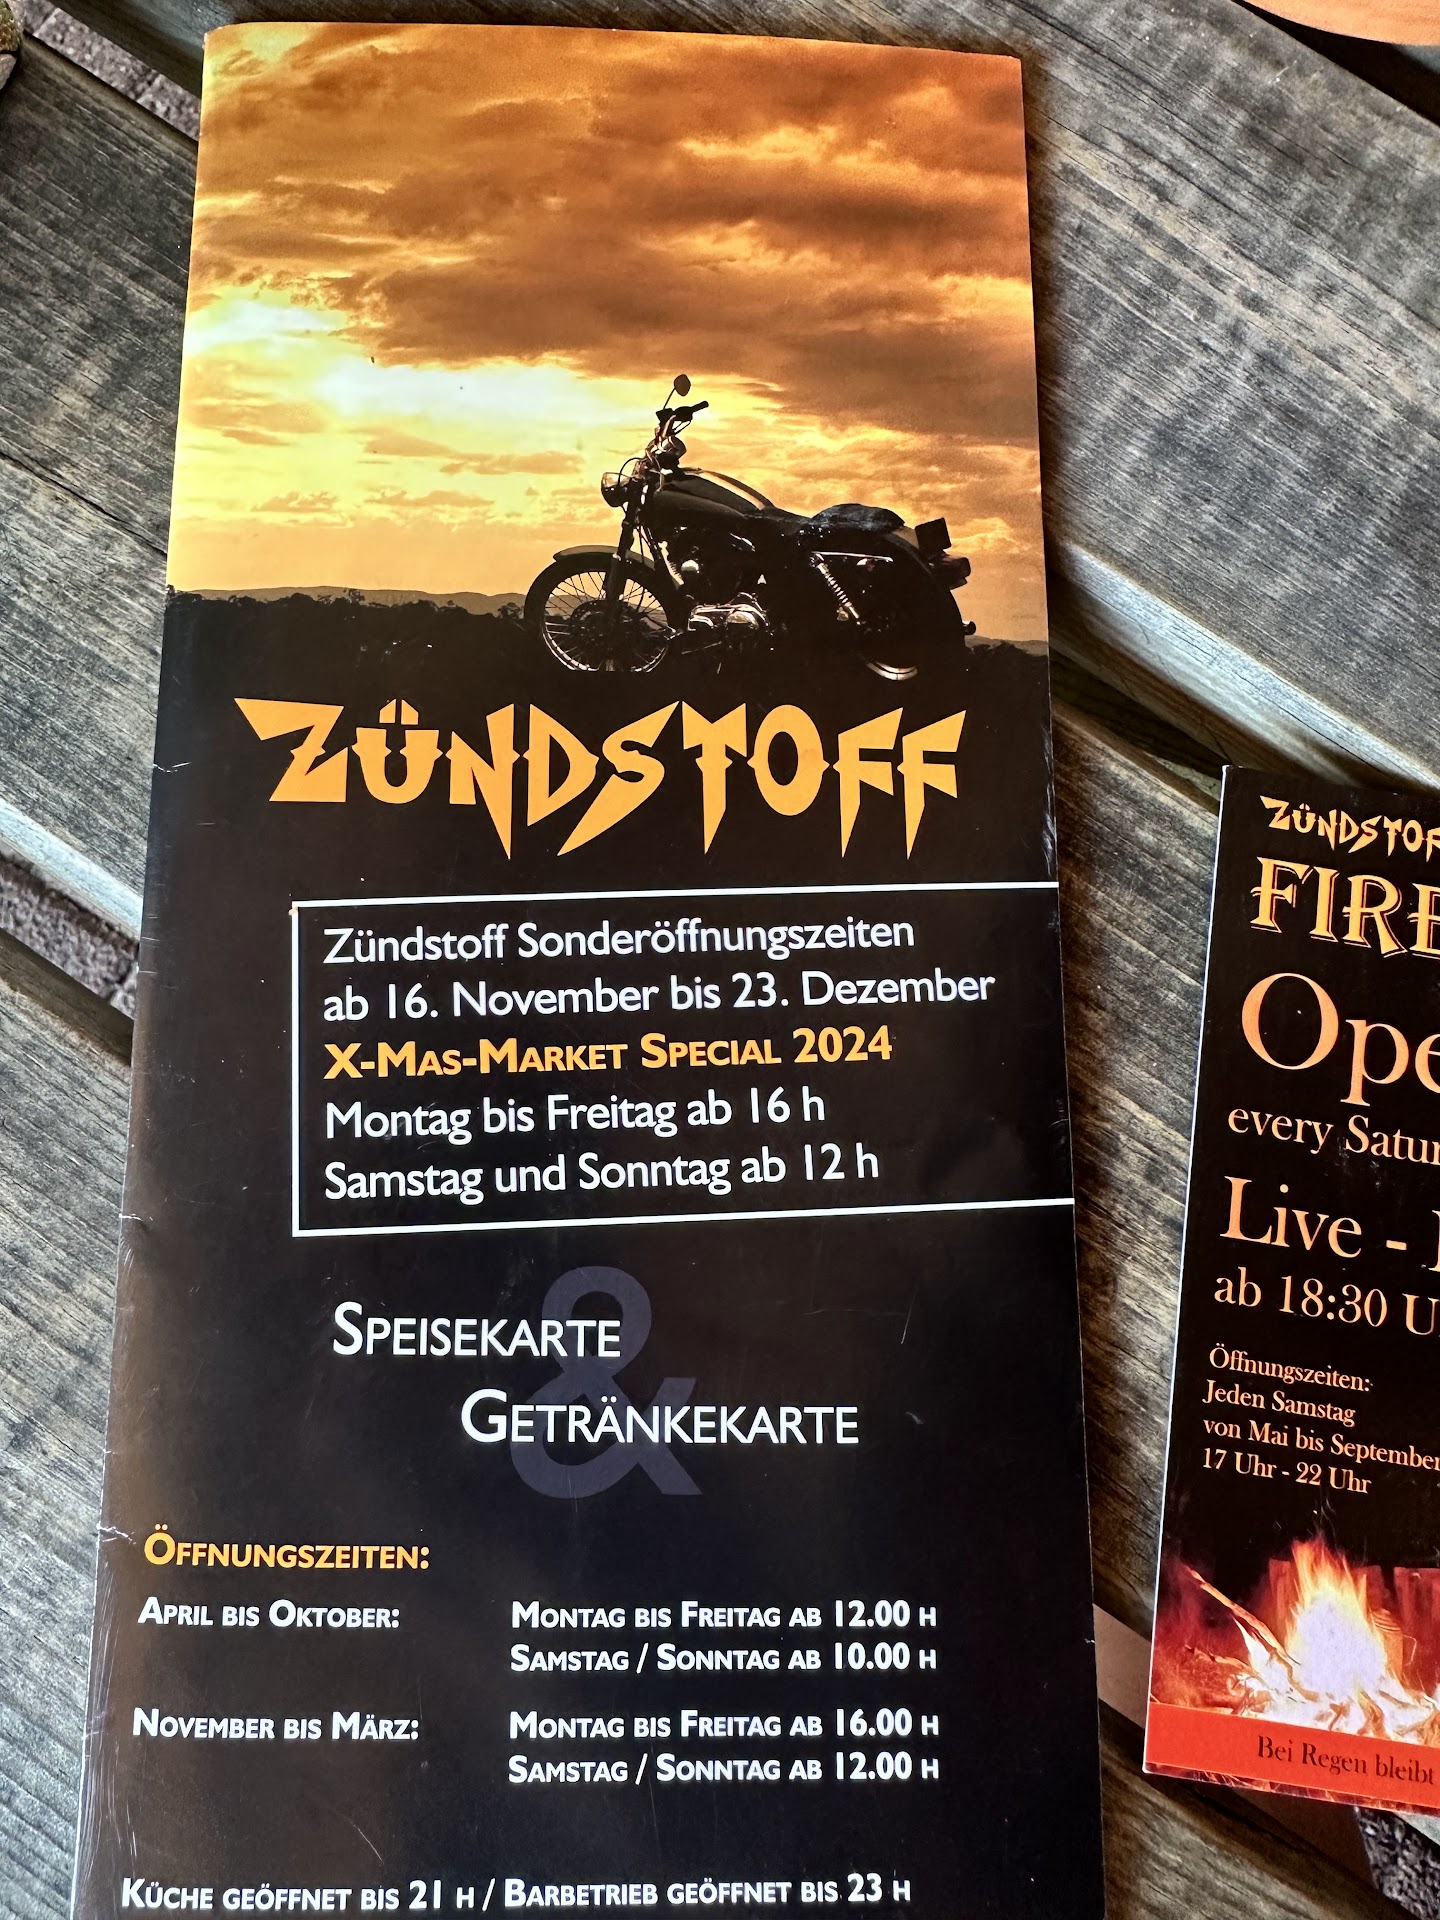 ZÜNDSTOFF
Zündstoff Sonderöffnungszeiten
ab 16. November bis 23. Dezember
X-MAS-MARKET SPECIAL 2024
Montag bis Freitag ab 16 h
Samstag und Sonntag ab 12 h
&
SPEISEKARTE
GETRÄNKEKARTE
ÖFFNUNGSZEITEN:
APRIL BIS OKTOBER: MONTAG BIS FREITAG AB 12.00 H
SAMSTAG / SONNTAG AB 10.00 H
NOVEMBER BIS MÄRZ: MONTAG BIS FREITAG AB 16.00 H
SAMSTAG / SONNTAG AB 12.00 H
KÜCHE GEÖFFNET BIS 21 H / BARBETRIEB GEÖFFNET BIS 23 H
FIRE
every
Live -
ab 18:30
Öffnungszeiten:
Jeden Samstag
von Mai bis September
17 Uhr - 22 Uhr
Bei Regen bleibt